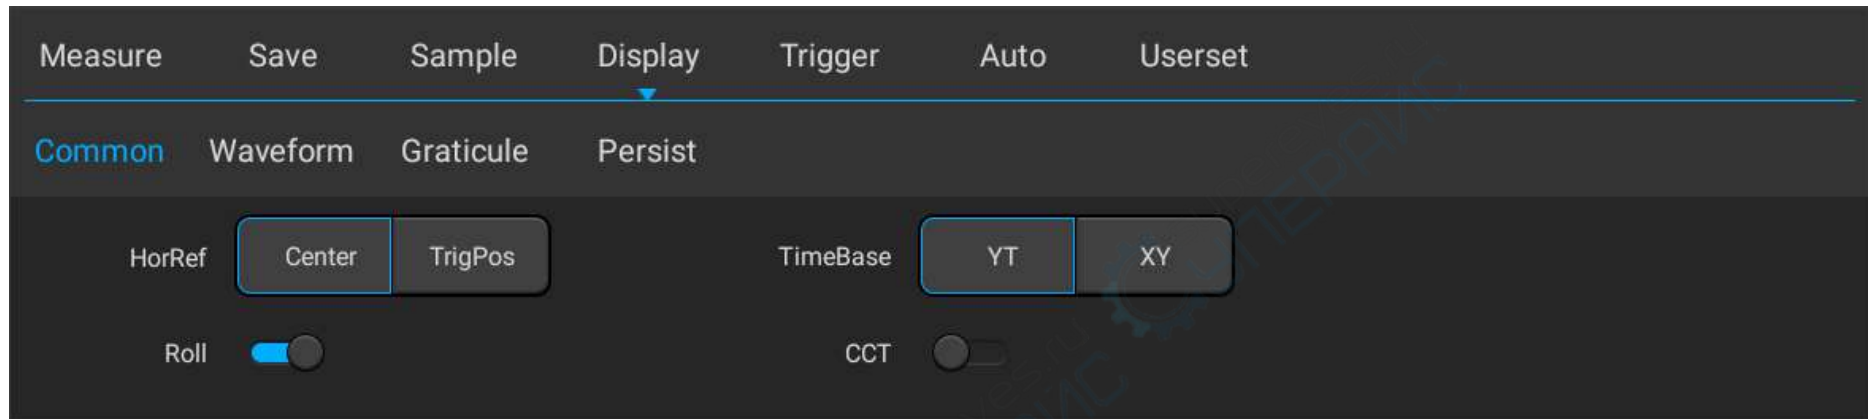 Measure Save Sample Display Trigger Auto Userset
Common Waveform Graticule Persist
HorRef Center TrigPos TimeBase YT XY
Roll CCT